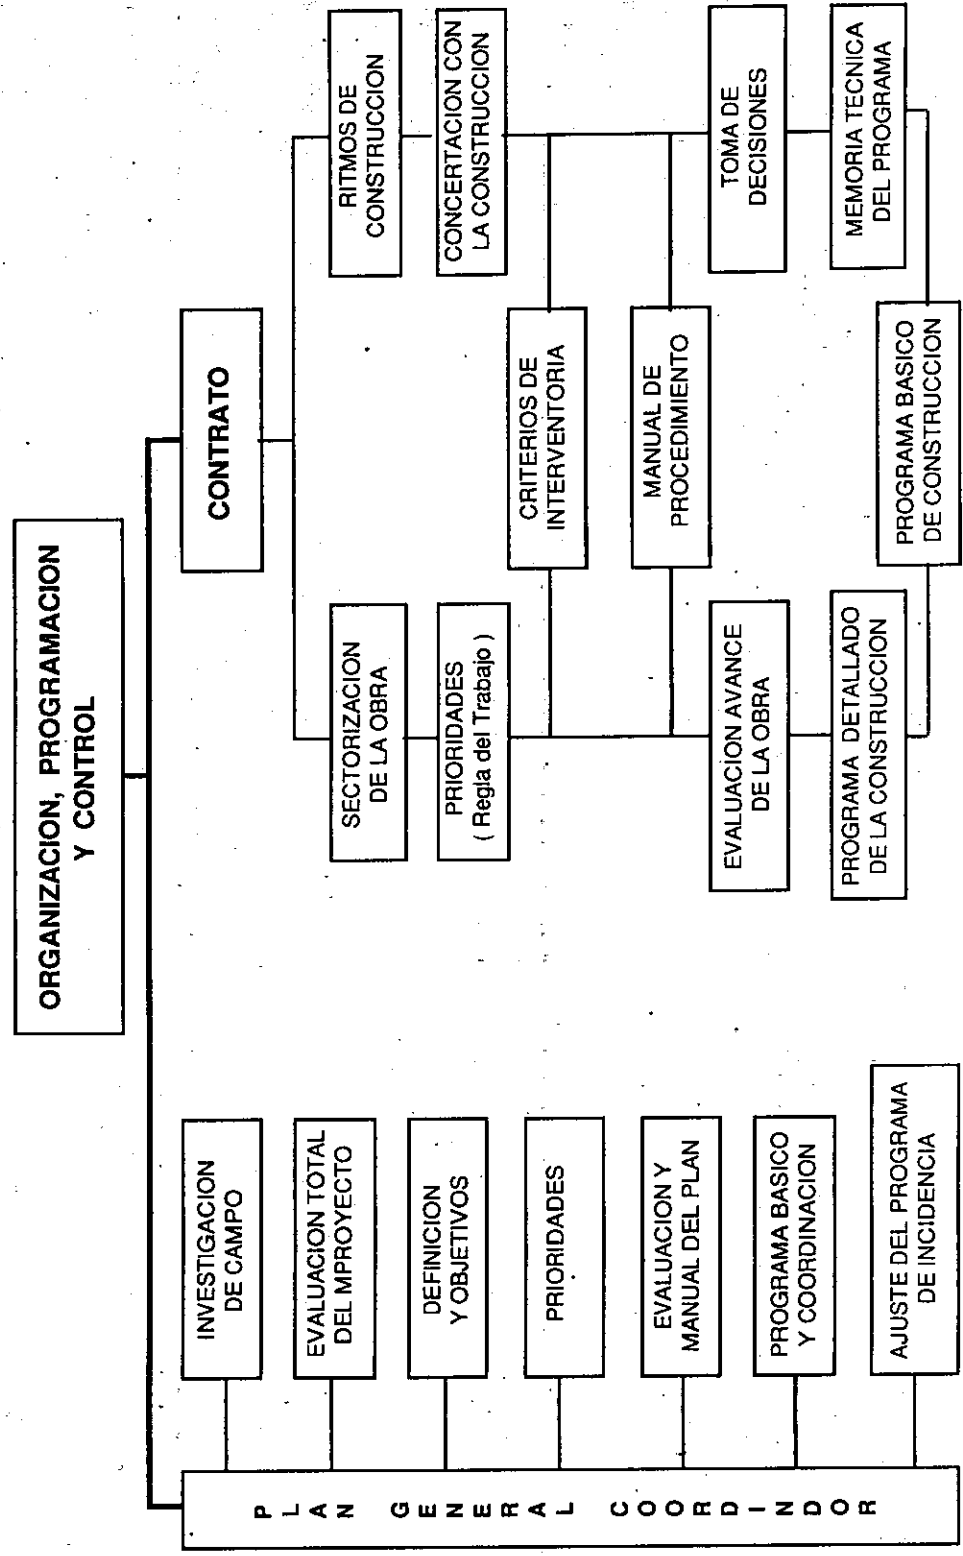 ORGANIZACION, PROGRAMACION
Y CONTROL
PLAN GENERAL COORDINDOR
INVESTIGACION
DE CAMPO
EVALUACION TOTAL
DEL MPROYECTO
DEFINICION
Y OBJETIVOS
PRIORIDADES
EVALUACION Y
MANUAL DEL PLAN
PROGRAMA BASICO
Y COORDINACION
AJUSTE DEL PROGRAMA
DE INCIDENCIA
CONTRATO
SECTORIZACION
DE LA OBRA
PRIORIDADES
( Regla del Trabajo )
RITMOS DE
CONSTRUCCION
CONCERTACION CON
LA CONSTRUCCION
CRITERIOS DE
INTERVENTORIA
MANUAL DE
PROCEDIMIENTO
EVALUACION AVANCE
DE LA OBRA
PROGRAMA DETALLADO
DE LA CONSTRUCCION
TOMA DE
DECISIONES
MEMORIA TECNICA
DEL PROGRAMA
PROGRAMA BASICO
DE CONSTRUCCION